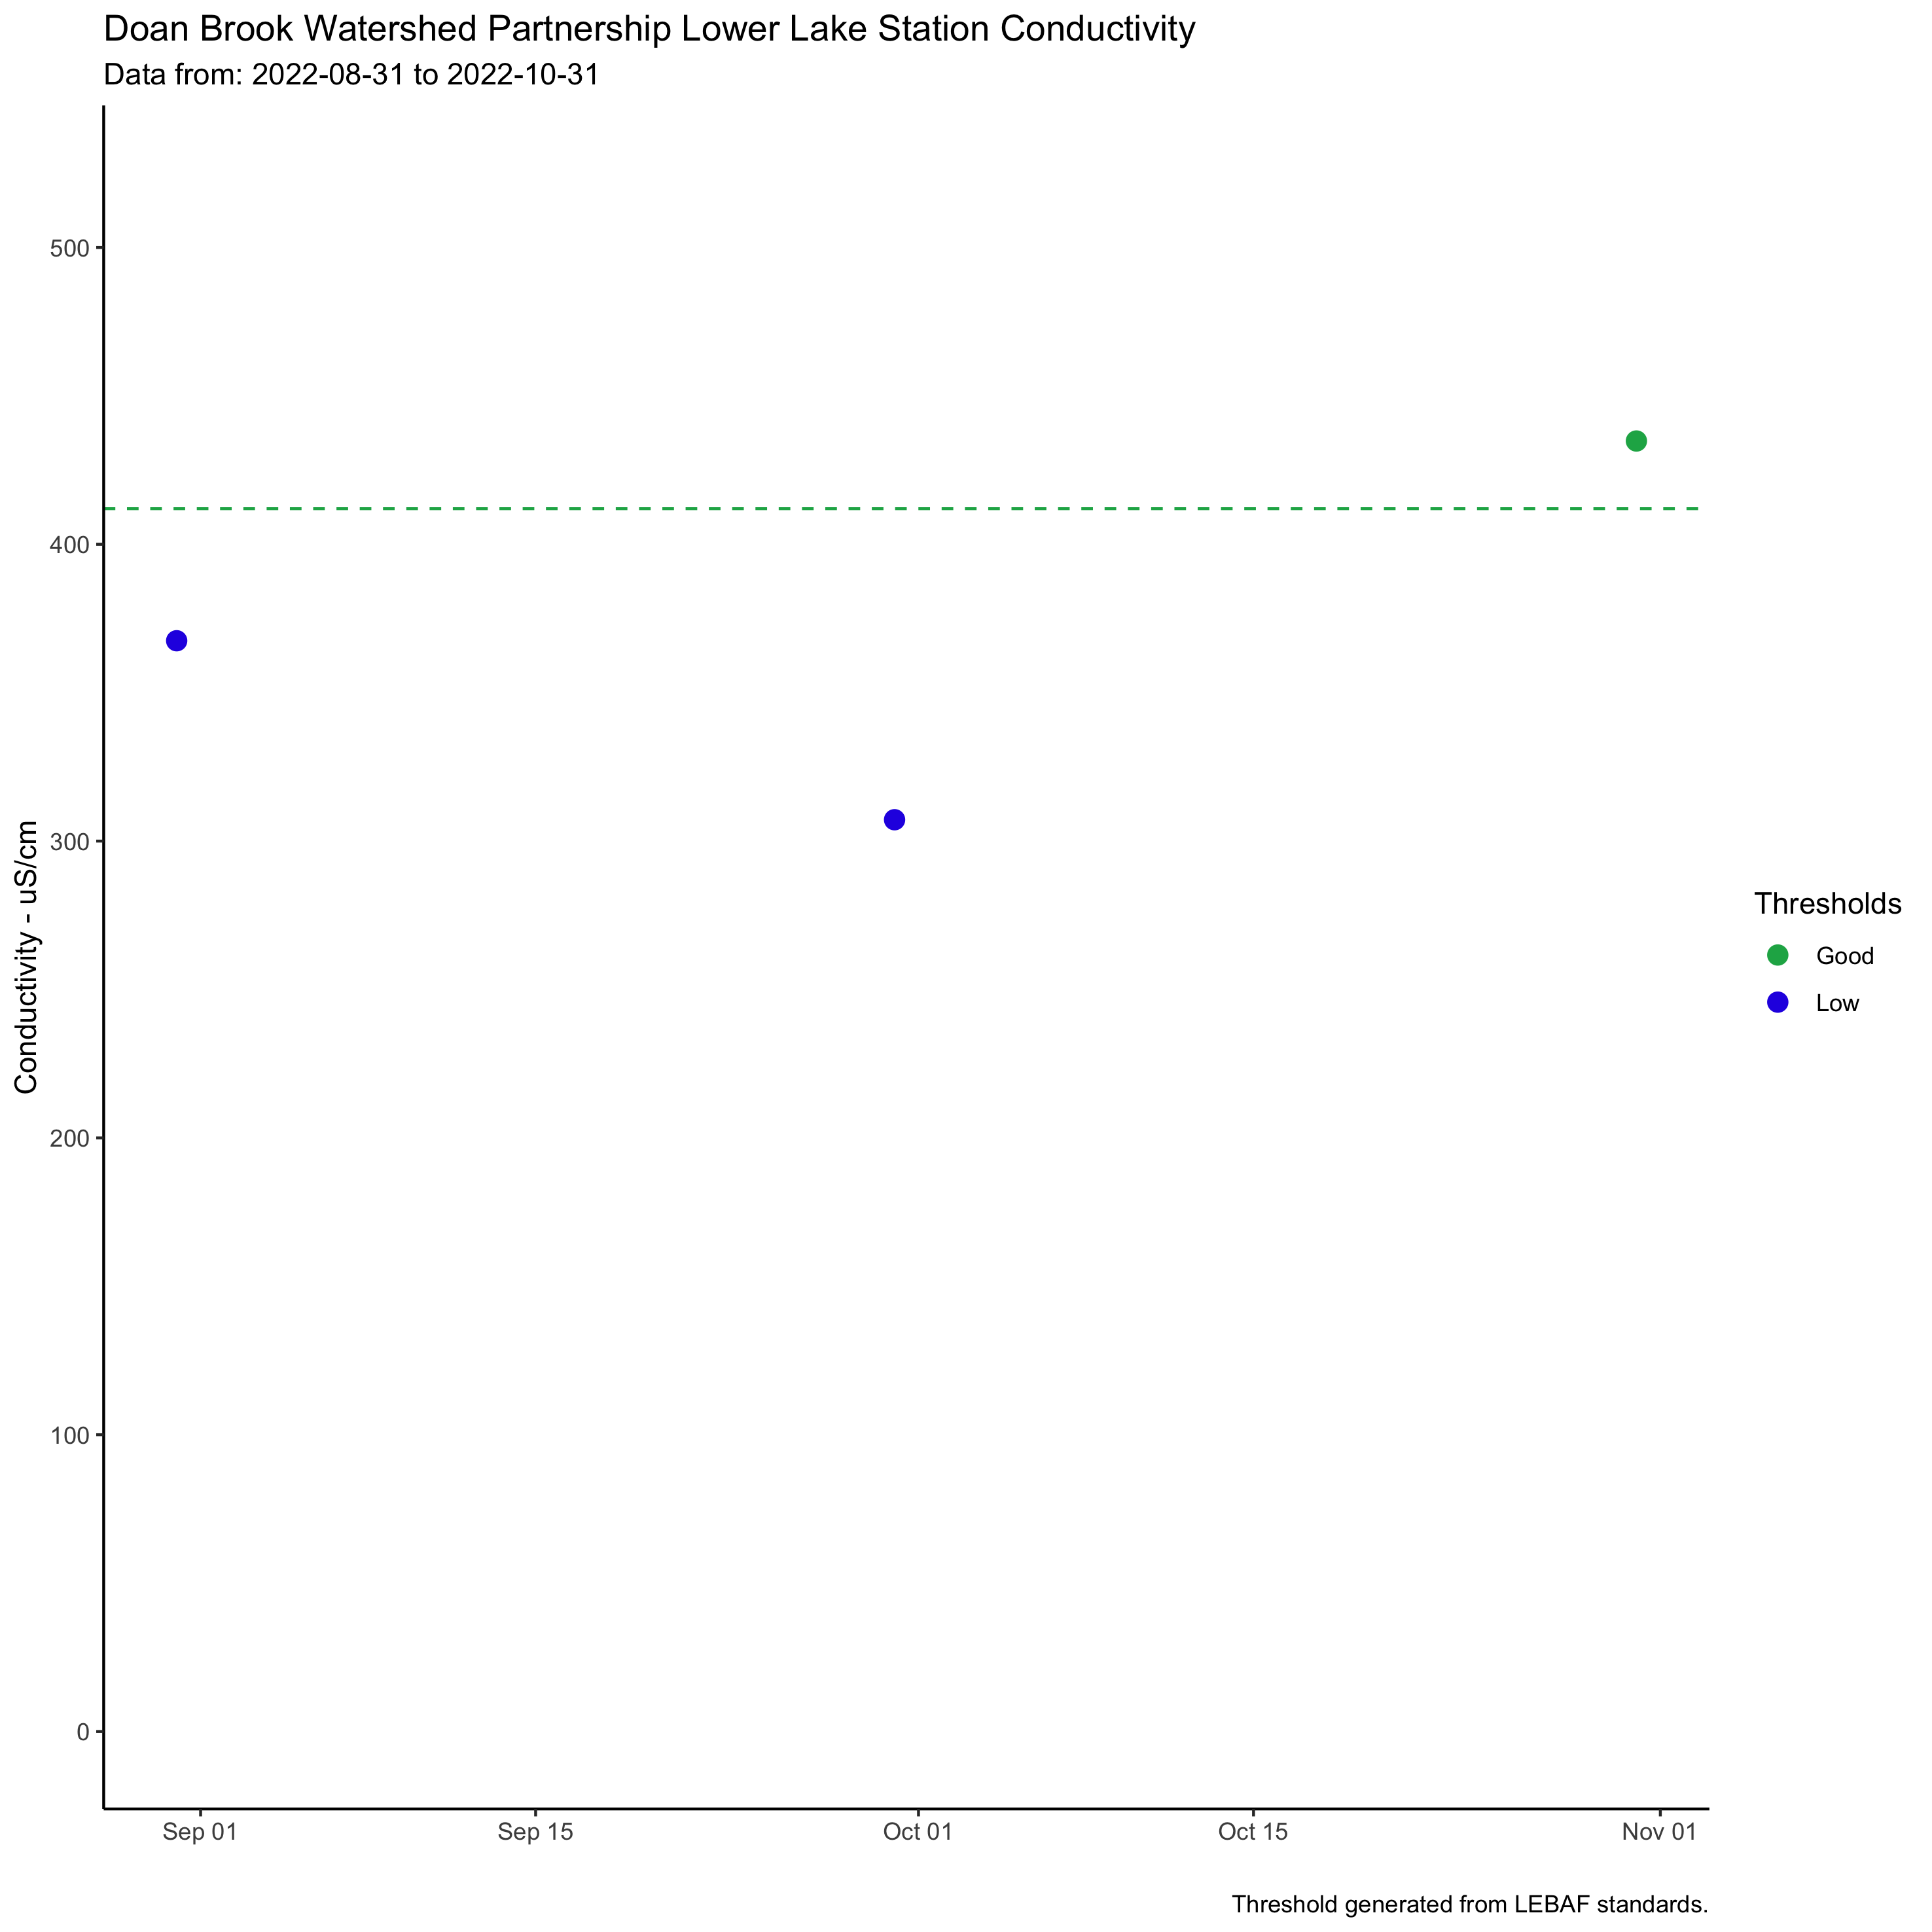 Doan Brook Watershed Partnership Lower Lake Station Conductivity
Data from: 2022-08-31 to 2022-10-31
Conductivity - uS/cm
500
400
300
200
100
0
Sep 01
Sep 15
Oct 01
Oct 15
Nov 01
Thresholds
Good
Low
Threshold generated from LEBAF standards.